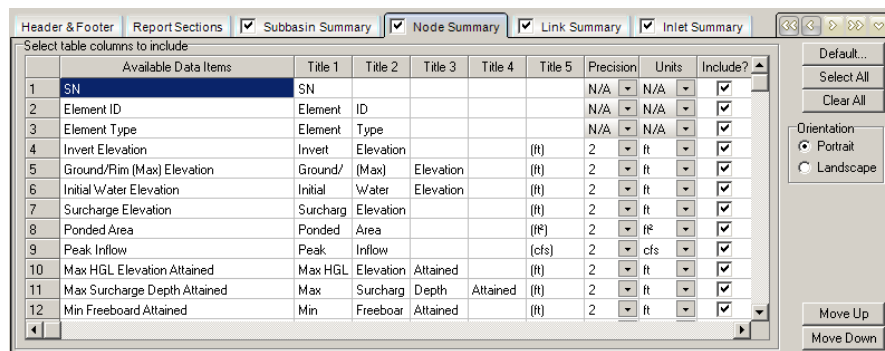 Header & Footer Report Sections Subbasin Summary Node Summary Link Summary Inlet Summary
Select table columns to include
Available Data Items Title 1 Title 2 Title 3 Title 4 Title 5 Precision Units Include?
1 SN SN N/A N/A
2 Element ID Element ID N/A N/A
3 Element Type Element Type N/A N/A
4 Invert Elevation Invert Elevation (ft) 2 ft
5 Ground/Rim (Max) Elevation Ground/ (Max) Elevation (ft) 2 ft
6 Initial Water Elevation Initial Water Elevation (ft) 2 ft
7 Surcharge Elevation Surcharg Elevation (ft) 2 ft
8 Ponded Area Ponded Area (ft²) 2 ft²
9 Peak Inflow Peak Inflow (cfs) 2 cfs
10 Max HGL Elevation Attained Max HGL Elevation Attained (ft) 2 ft
11 Max Surcharge Depth Attained Max Surcharg Depth Attained (ft) 2 ft
12 Min Freeboard Attained Min Freeboar Attained (ft) 2 ft
Default...
Select All
Clear All
Orientation
Portrait
Landscape
Move Up
Move Down